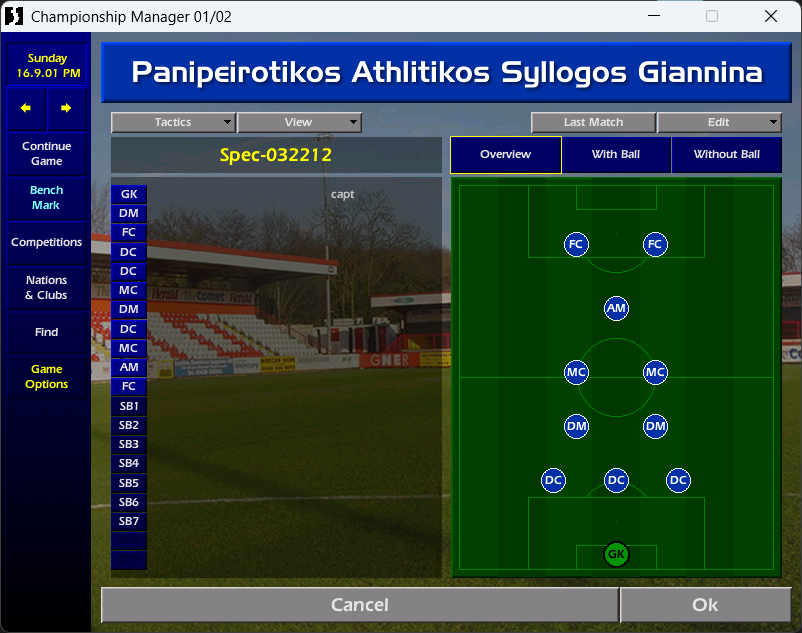 Championship Manager 01/02
Sunday
16.9.01 PM
Panipeirotikos Athlitikos Syllogos Giannina
Continue
Game
Bench
Mark
Competitions
Nations
& Clubs
Find
Game
Options
Tactics
View
Last Match
Edit
Spec-032212
Overview
With Ball
Without Ball
GK
capt
DM
FC
DC
DC
MC
DM
DC
MC
AM
FC
SB1
SB2
SB3
SB4
SB5
SB6
SB7
FC FC
AM
MC MC
DM DM
DC DC DC
GK
GNER
Cancel
Ok